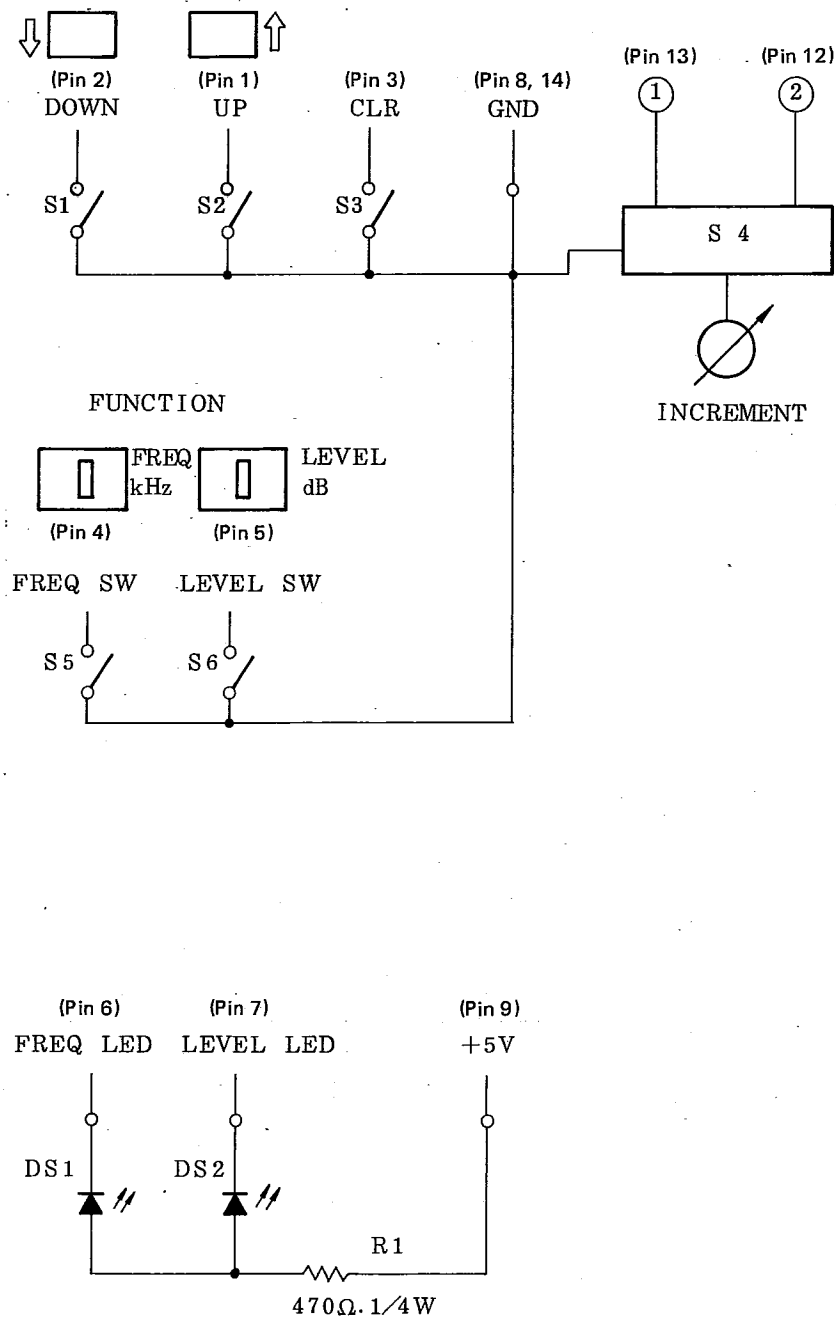 (Pin 2) (Pin 1) (Pin 3) (Pin 8, 14) (Pin 13) (Pin 12)
DOWN UP CLR GND 1 2
S1 S2 S3 S 4
INCREMENT
FUNCTION
FREQ LEVEL
kHz dB
(Pin 4) (Pin 5)
FREQ SW LEVEL SW
S5 S6
(Pin 6) (Pin 7) (Pin 9)
FREQ LED LEVEL LED +5V
DS1 DS2
R1
470Ω.1/4W